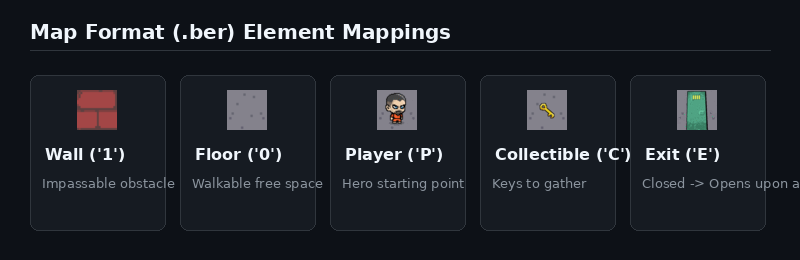 Map Format (.ber) Element Mappings
Wall ('1')
Impassable obstacle
Floor ('0')
Walkable free space
Player ('P')
Hero starting point
Collectible ('C')
Keys to gather
Exit ('E')
Closed -> Opens upon a